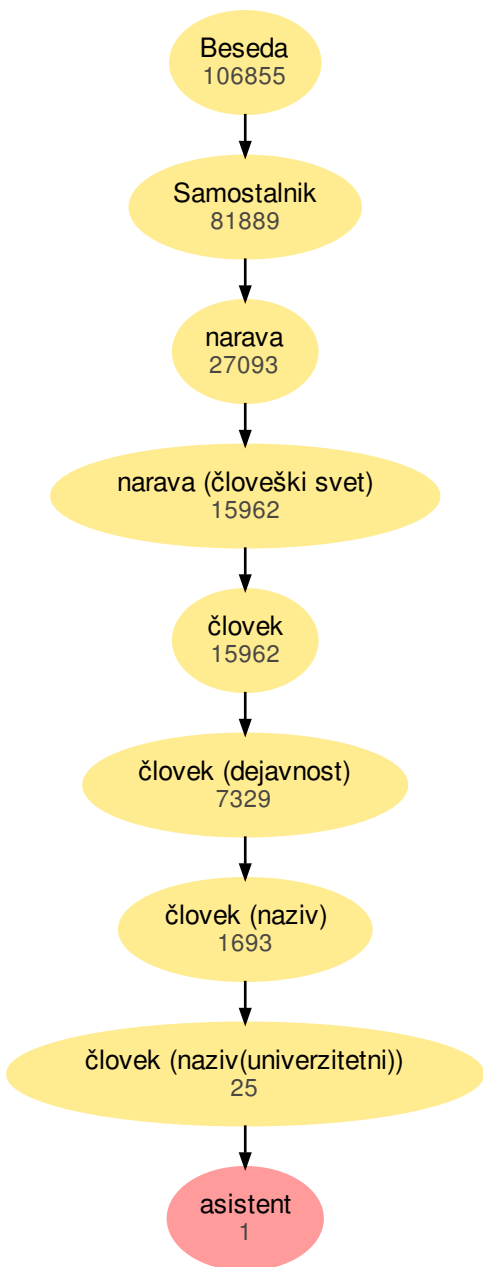 Beseda
106855
Samostalnik
81889
narava
27093
narava (človeški svet)
15962
človek
15962
človek (dejavnost)
7329
človek (naziv)
1693
človek (naziv(univerzitetni))
25
asistent
1